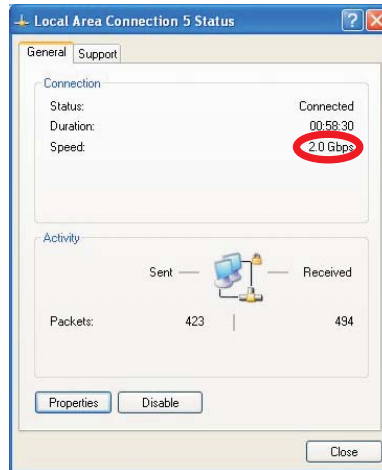 Local Area Connection 5 Status
General Support
Connection
Status: Connected
Duration: 00:58:30
Speed: 2.0 Gbps
Activity
Sent Received
Packets: 423 494
Properties Disable
Close